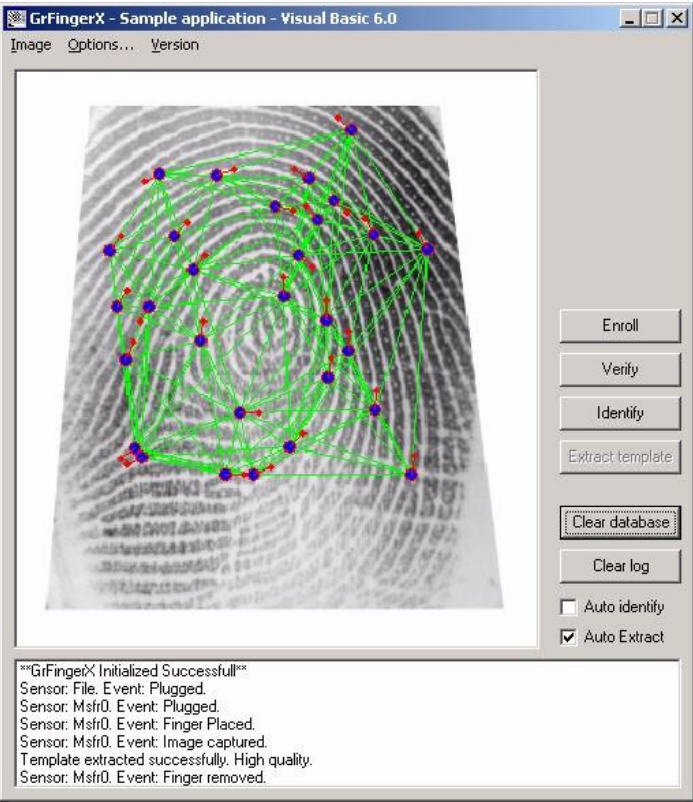 GrFingerX - Sample application - Visual Basic 6.0
Image Options... Version
Enroll
Verify
Identify
Extract template
Clear database
Clear log
Auto identify
Auto Extract
**GrFingerX Initialized Successfull**
Sensor: File. Event: Plugged.
Sensor: Msfr0. Event: Plugged.
Sensor: Msfr0. Event: Finger Placed.
Sensor: Msfr0. Event: Image captured.
Template extracted successfully. High quality.
Sensor: Msfr0. Event: Finger removed.